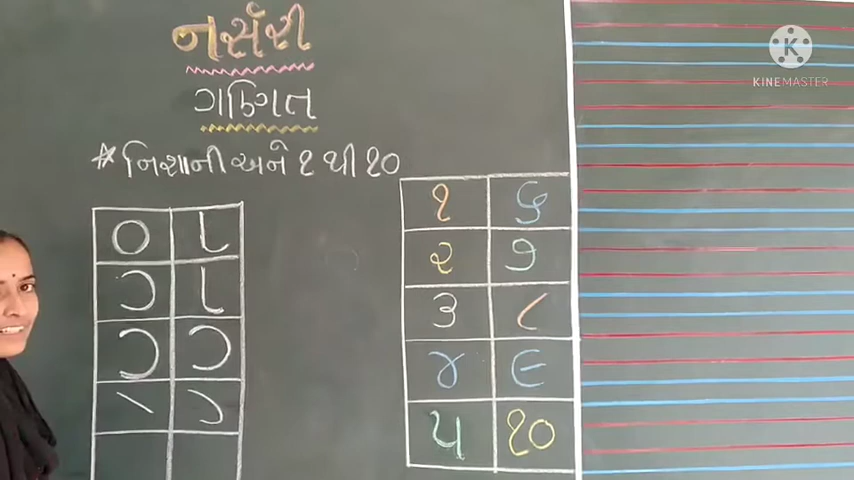 નર્સરી
ગણિત
* નિશાની અને ૧ થી ૧૦
૧ ૬
૨ ૭
૩ ૮
૪ ૯
૫ ૧૦
K
KINEMASTER